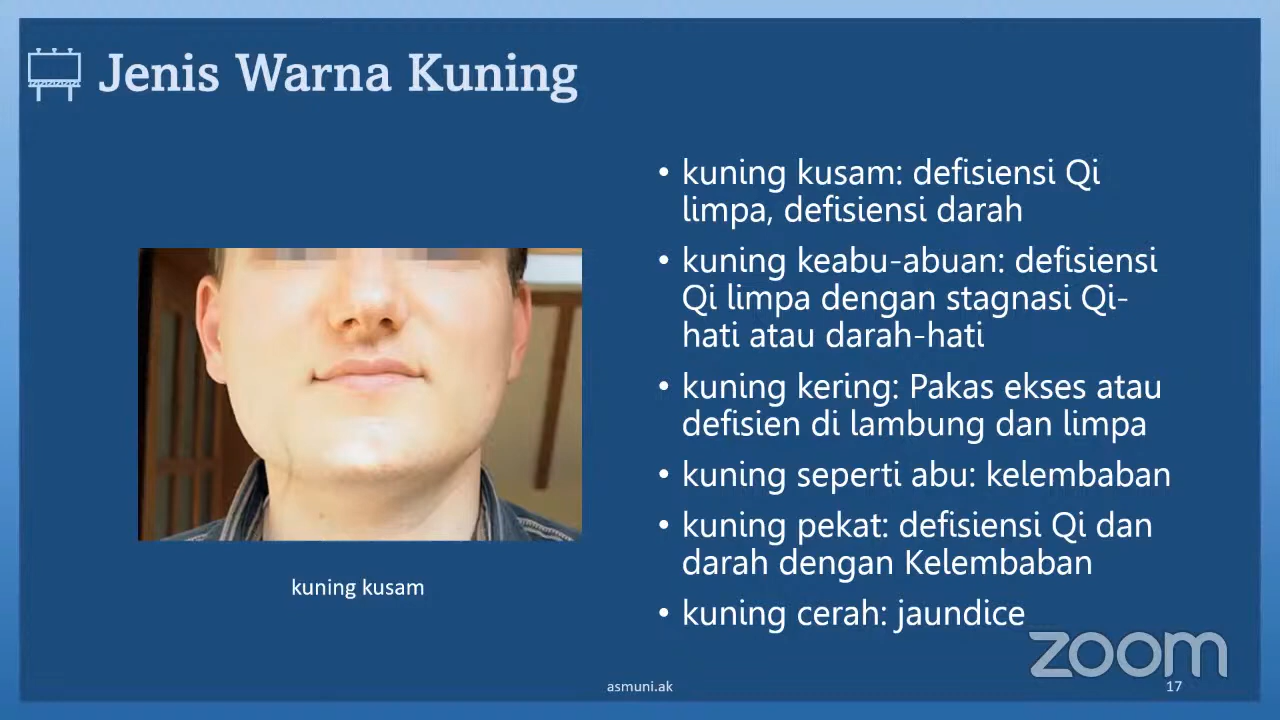 Jenis Warna Kuning
• kuning kusam: defisiensi Qi
limpa, defisiensi darah
• kuning keabu-abuan: defisiensi
Qi limpa dengan stagnasi Qi-
hati atau darah-hati
• kuning kering: Pakas ekses atau
defisien di lambung dan limpa
• kuning seperti abu: kelembaban
• kuning pekat: defisiensi Qi dan
darah dengan Kelembaban
• kuning cerah: jaundice
kuning kusam
zoom
asmuni.ak
17